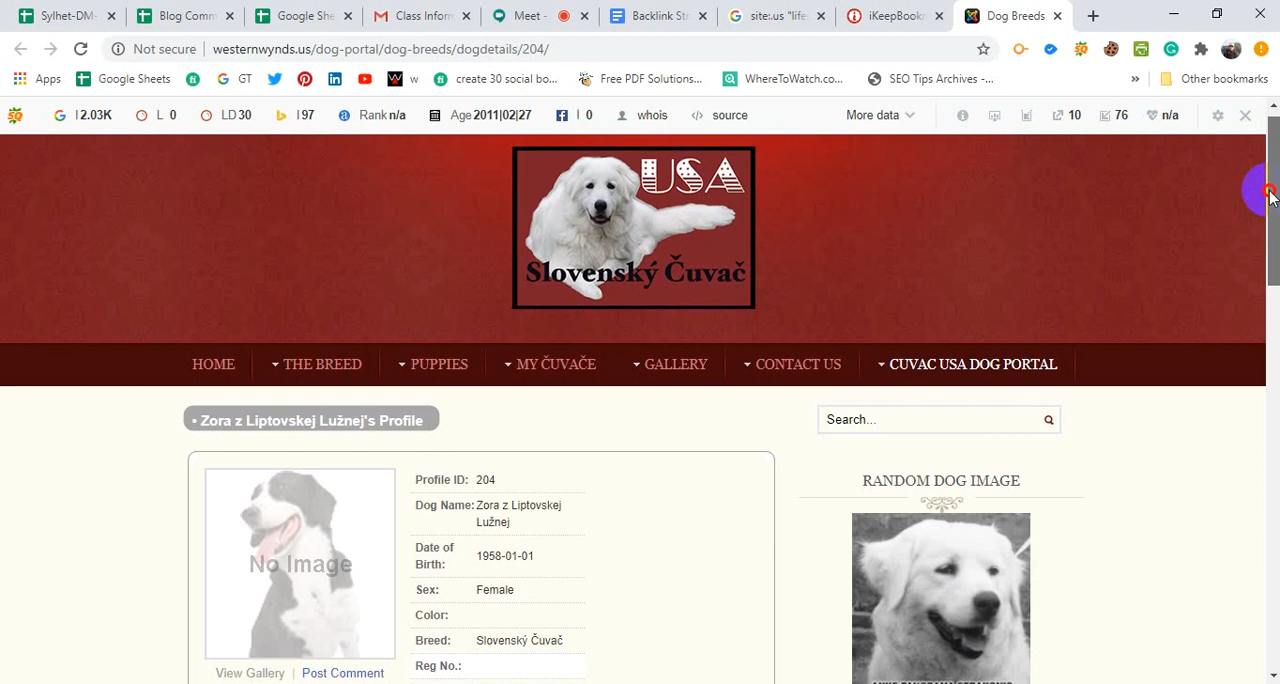 Sylhet-DM-
Blog Comm
Google She
Class Inform
Meet -
Backlink Str
site:.us "lifes
iKeepBookm
Dog Breeds
Not secure
westernwynds.us/dog-portal/dog-breeds/dogdetails/204/
Apps
Google Sheets
GT
w
create 30 social bo...
Free PDF Solutions...
WhereToWatch.co...
SEO Tips Archives -...
»
Other bookmarks
I 2.03K
L 0
LD 30
I 97
Rank n/a
Age 2011|02|27
I 0
whois
source
More data
10
76
n/a
USA
Slovenský Čuvač
HOME
THE BREED
PUPPIES
MY ČUVAČE
GALLERY
CONTACT US
CUVAC USA DOG PORTAL
• Zora z Liptovskej Lužnej's Profile
Search...
Profile ID: 204
Dog Name: Zora z Liptovskej
Lužnej
Date of
Birth: 1958-01-01
Sex: Female
Color:
Breed: Slovenský Čuvač
Reg No.:
No Image
View Gallery | Post Comment
RANDOM DOG IMAGE